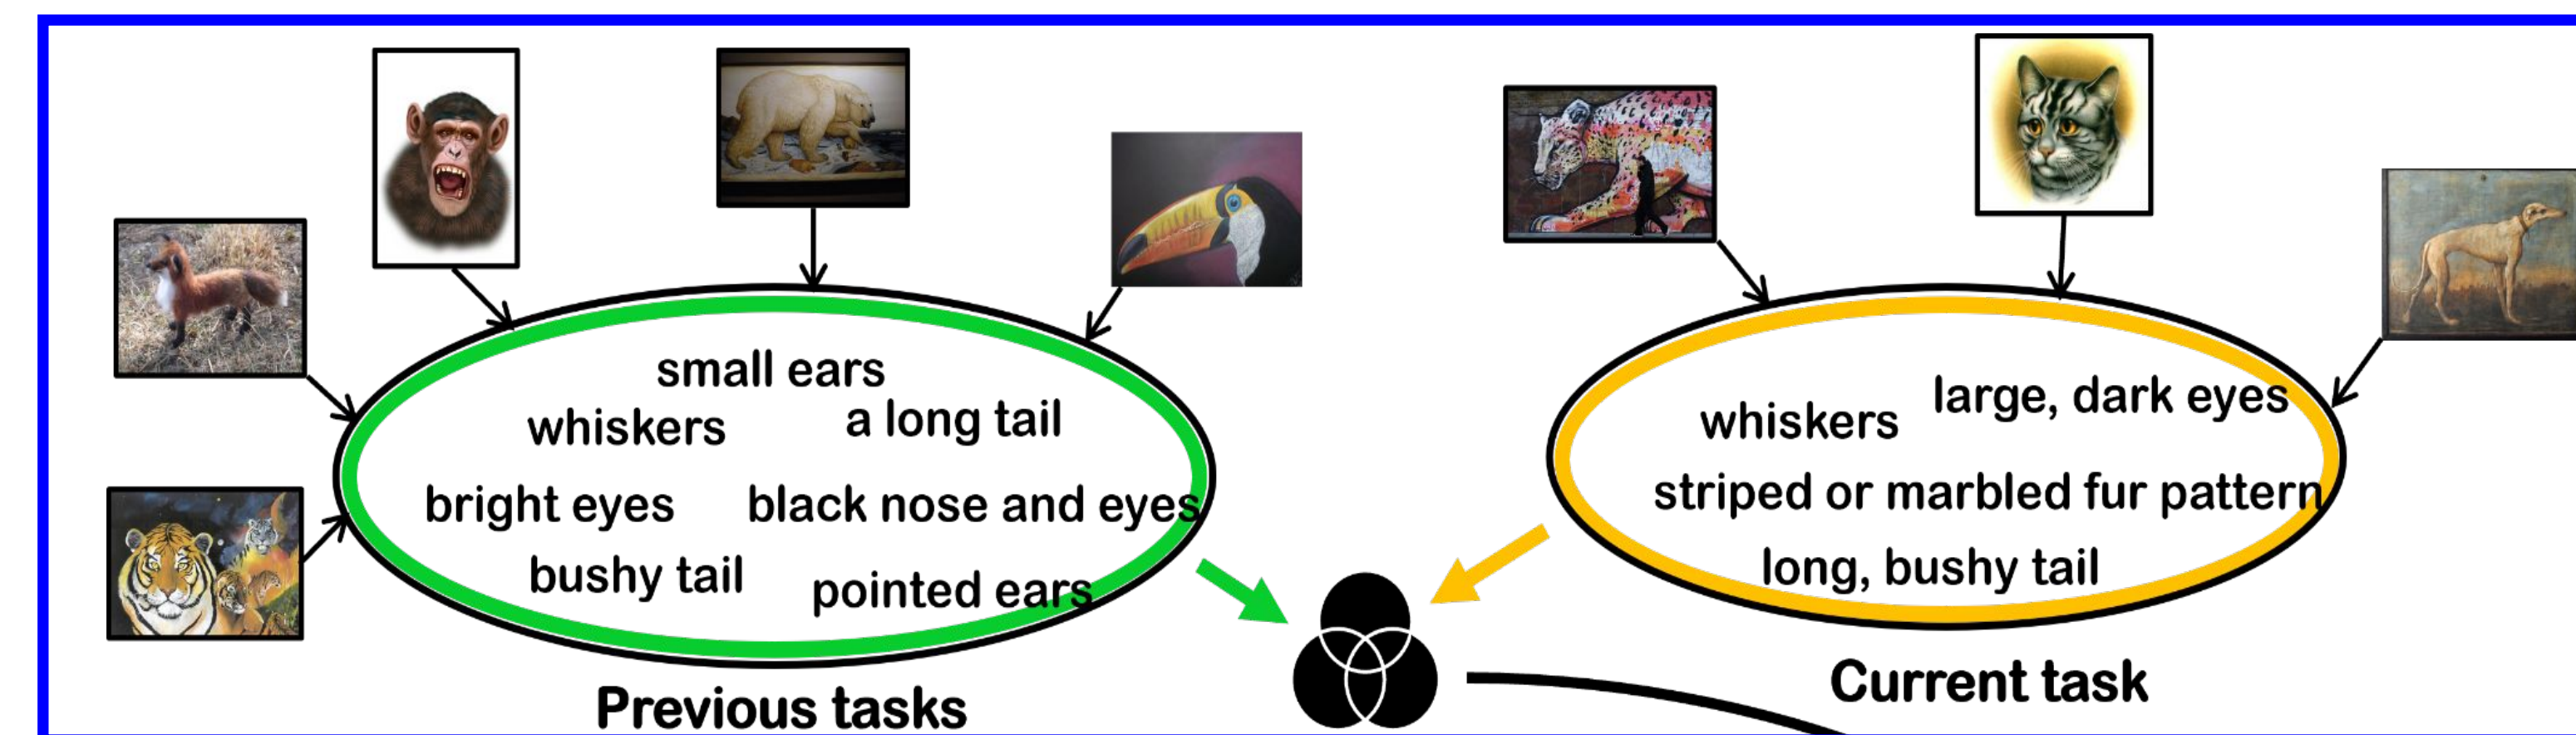 small ears
whiskers
a long tail
bright eyes
black nose and eyes
bushy tail
pointed ears
Previous tasks
whiskers
large, dark eyes
striped or marbled fur pattern
long, bushy tail
Current task